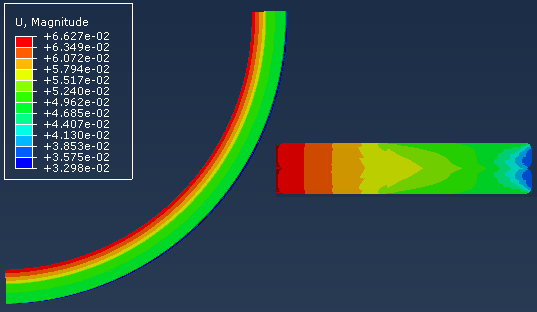 U, Magnitude
+6.627e-02
+6.349e-02
+6.072e-02
+5.794e-02
+5.517e-02
+5.240e-02
+4.962e-02
+4.685e-02
+4.407e-02
+4.130e-02
+3.853e-02
+3.575e-02
+3.298e-02